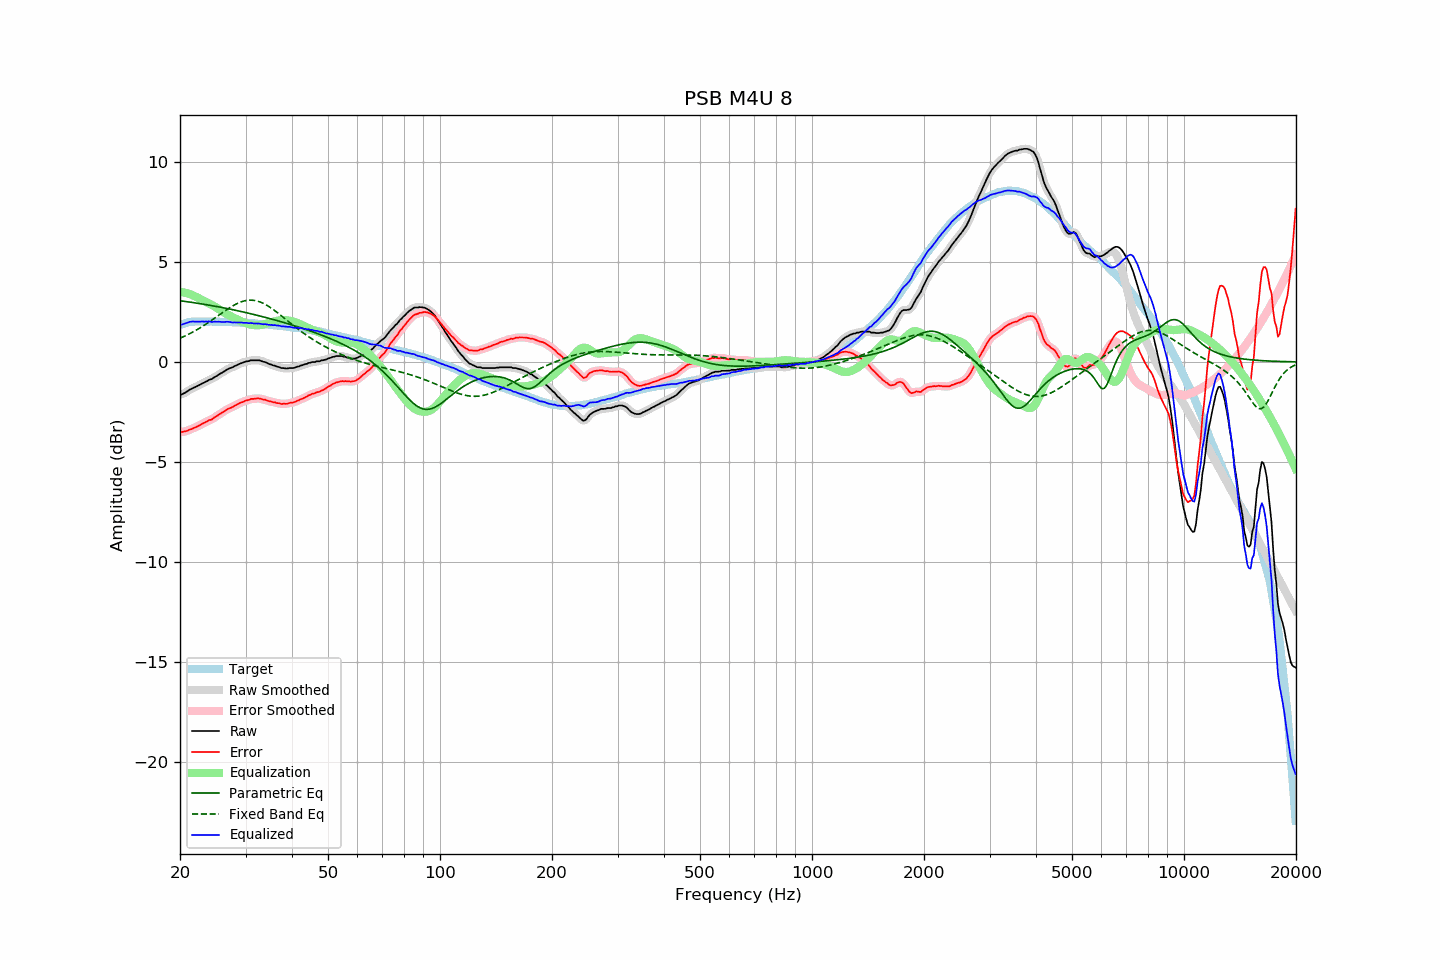 PSB M4U 8
10
5
0
−5
−10
−15
−20
Amplitude (dBr)
Target
Raw Smoothed
Error Smoothed
Raw
Error
Equalization
Parametric Eq
Fixed Band Eq
Equalized
20
50
100
200
500
1000
2000
5000
10000
20000
Frequency (Hz)